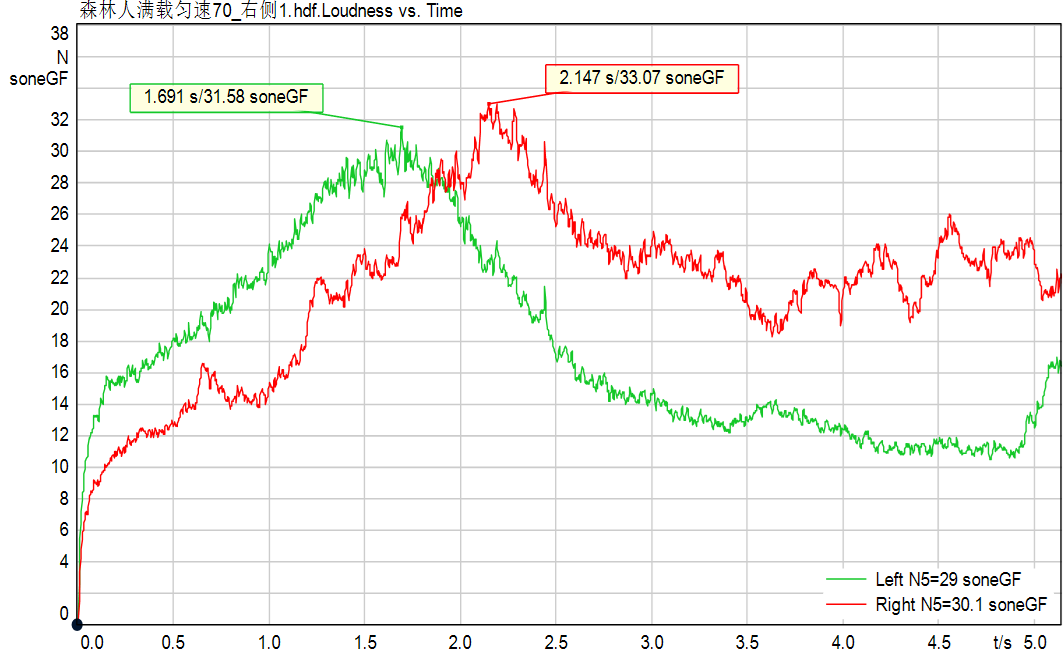 森林人满载匀速70_右侧1.hdf.Loudness vs. Time
38
N
soneGF
32
30
28
26
24
22
20
18
16
14
12
10
8
6
4
0
1.691 s/31.58 soneGF
2.147 s/33.07 soneGF
Left N5=29 soneGF
Right N5=30.1 soneGF
0.0 0.5 1.0 1.5 2.0 2.5 3.0 3.5 4.0 4.5 t/s 5.0